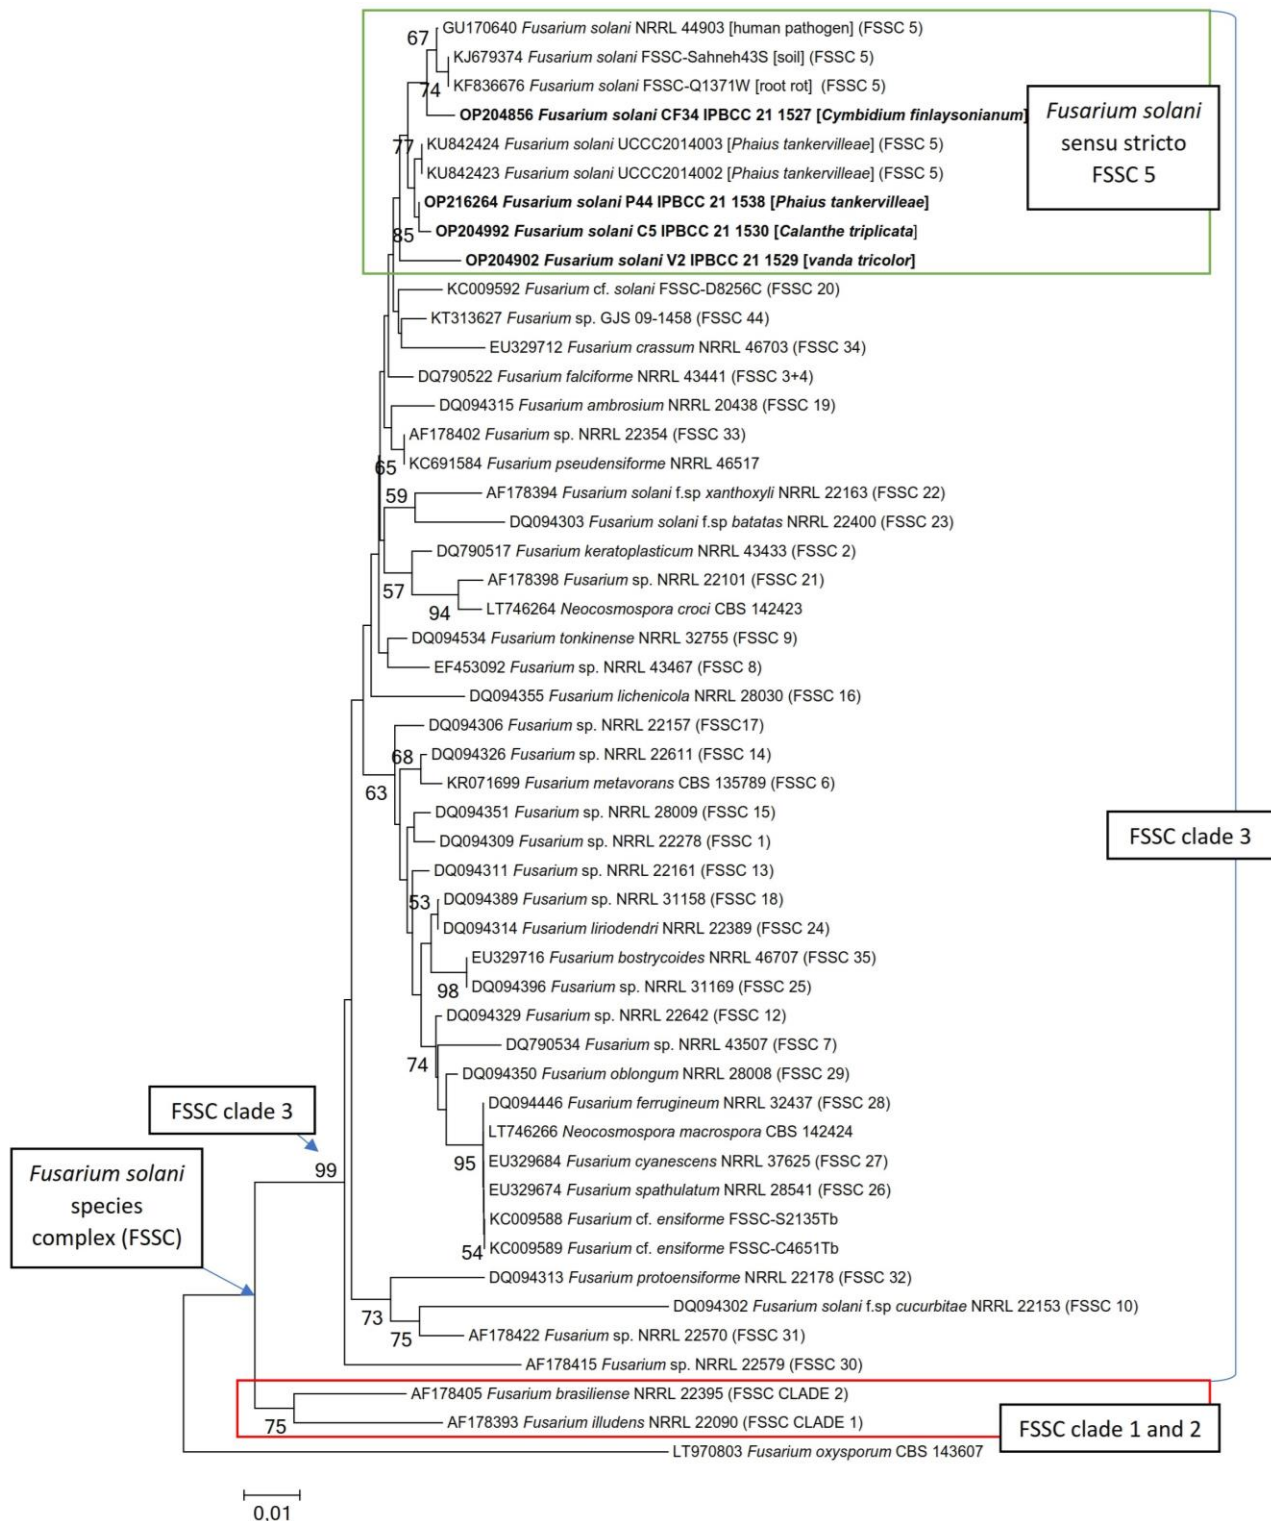 GU170640 Fusarium solani NRRL 44903 [human pathogen] (FSSC 5)
67
KJ679374 Fusarium solani FSSC-Sahneh43S [soil] (FSSC 5)
KF836676 Fusarium solani FSSC-Q1371W [root rot] (FSSC 5)
74
OP204856 Fusarium solani CF34 IPBCC 21 1527 [Cymbidium finlaysonianum]
Fusarium solani
sensu stricto
FSSC 5
77
KU842424 Fusarium solani UCCC2014003 [Phaius tankervilleae] (FSSC 5)
KU842423 Fusarium solani UCCC2014002 [Phaius tankervilleae] (FSSC 5)
OP216264 Fusarium solani P44 IPBCC 21 1538 [Phaius tankervilleae]
OP204992 Fusarium solani C5 IPBCC 21 1530 [Calanthe triplicata]
85
OP204902 Fusarium solani V2 IPBCC 21 1529 [vanda tricolor]
KC009592 Fusarium cf. solani FSSC-D8256C (FSSC 20)
KT313627 Fusarium sp. GJS 09-1458 (FSSC 44)
EU329712 Fusarium crassum NRRL 46703 (FSSC 34)
DQ790522 Fusarium falciforme NRRL 43441 (FSSC 3+4)
DQ094315 Fusarium ambrosium NRRL 20438 (FSSC 19)
AF178402 Fusarium sp. NRRL 22354 (FSSC 33)
65
KC691584 Fusarium pseudensiforme NRRL 46517
59
AF178394 Fusarium solani f.sp xanthoxyli NRRL 22163 (FSSC 22)
DQ094303 Fusarium solani f.sp batatas NRRL 22400 (FSSC 23)
DQ790517 Fusarium keratoplasticum NRRL 43433 (FSSC 2)
57
AF178398 Fusarium sp. NRRL 22101 (FSSC 21)
94
LT746264 Neocosmospora croci CBS 142423
DQ094534 Fusarium tonkinense NRRL 32755 (FSSC 9)
EF453092 Fusarium sp. NRRL 43467 (FSSC 8)
DQ094355 Fusarium lichenicola NRRL 28030 (FSSC 16)
DQ094306 Fusarium sp. NRRL 22157 (FSSC17)
68
DQ094326 Fusarium sp. NRRL 22611 (FSSC 14)
63
KR071699 Fusarium metavorans CBS 135789 (FSSC 6)
DQ094351 Fusarium sp. NRRL 28009 (FSSC 15)
FSSC clade 3
DQ094309 Fusarium sp. NRRL 22278 (FSSC 1)
DQ094311 Fusarium sp. NRRL 22161 (FSSC 13)
53
DQ094389 Fusarium sp. NRRL 31158 (FSSC 18)
DQ094314 Fusarium liriodendri NRRL 22389 (FSSC 24)
EU329716 Fusarium bostrycoides NRRL 46707 (FSSC 35)
98
DQ094396 Fusarium sp. NRRL 31169 (FSSC 25)
DQ094329 Fusarium sp. NRRL 22642 (FSSC 12)
DQ790534 Fusarium sp. NRRL 43507 (FSSC 7)
74
DQ094350 Fusarium oblongum NRRL 28008 (FSSC 29)
DQ094446 Fusarium ferrugineum NRRL 32437 (FSSC 28)
FSSC clade 3
LT746266 Neocosmospora macrospora CBS 142424
95
EU329684 Fusarium cyanescens NRRL 37625 (FSSC 27)
99
Fusarium solani
species
complex (FSSC)
EU329674 Fusarium spathulatum NRRL 28541 (FSSC 26)
KC009588 Fusarium cf. ensiforme FSSC-S2135Tb
54
KC009589 Fusarium cf. ensiforme FSSC-C4651Tb
DQ094313 Fusarium protoensiforme NRRL 22178 (FSSC 32)
73
DQ094302 Fusarium solani f.sp cucurbitae NRRL 22153 (FSSC 10)
75
AF178422 Fusarium sp. NRRL 22570 (FSSC 31)
AF178415 Fusarium sp. NRRL 22579 (FSSC 30)
AF178405 Fusarium brasiliense NRRL 22395 (FSSC CLADE 2)
75
AF178393 Fusarium illudens NRRL 22090 (FSSC CLADE 1)
FSSC clade 1 and 2
LT970803 Fusarium oxysporum CBS 143607
0,01